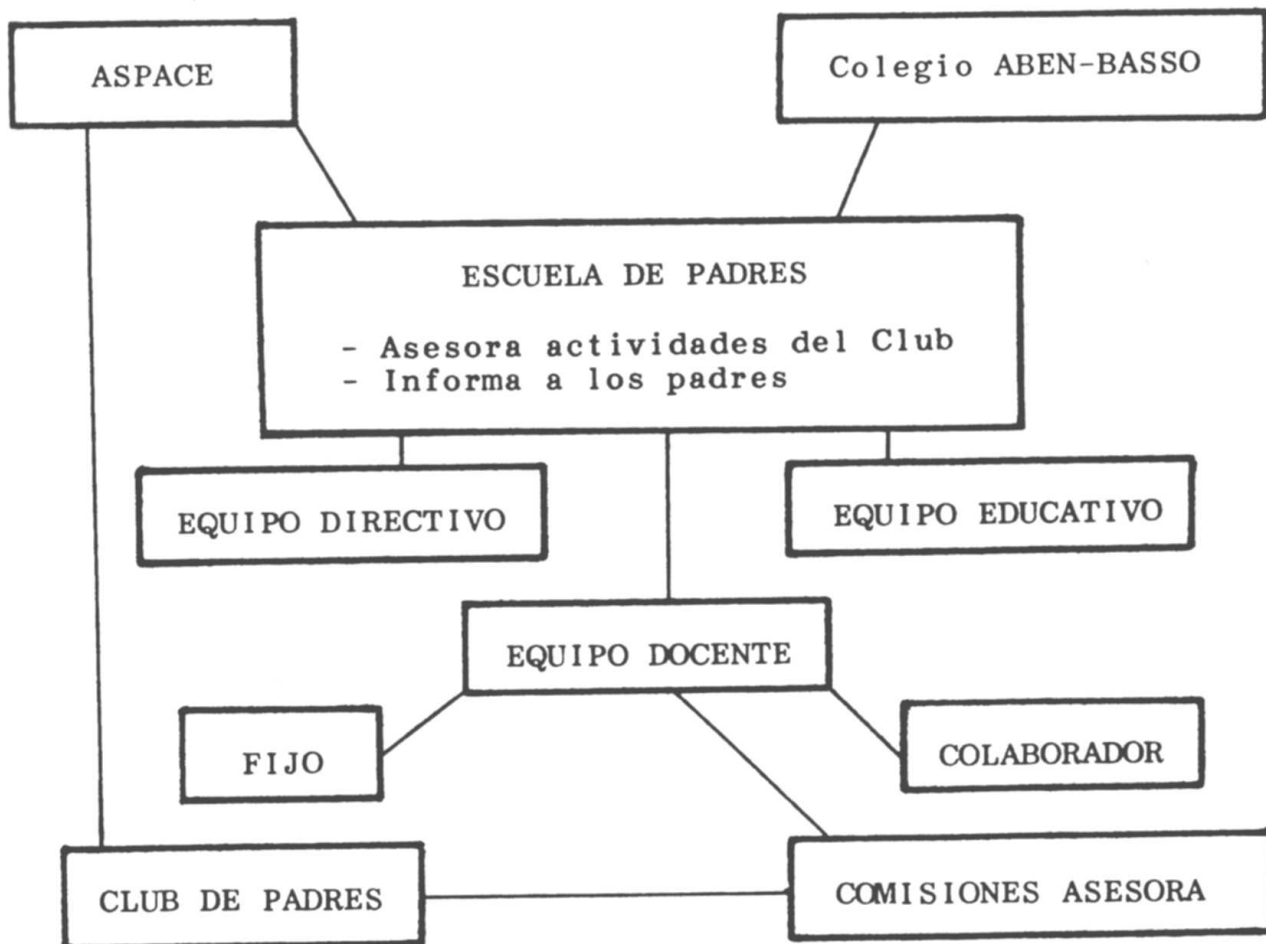 ASPACE
Colegio ABEN-BASSO
ESCUELA DE PADRES
- Asesora actividades del Club
- Informa a los padres
EQUIPO DIRECTIVO
EQUIPO EDUCATIVO
EQUIPO DOCENTE
FIJO
COLABORADOR
CLUB DE PADRES
COMISIONES ASESORA